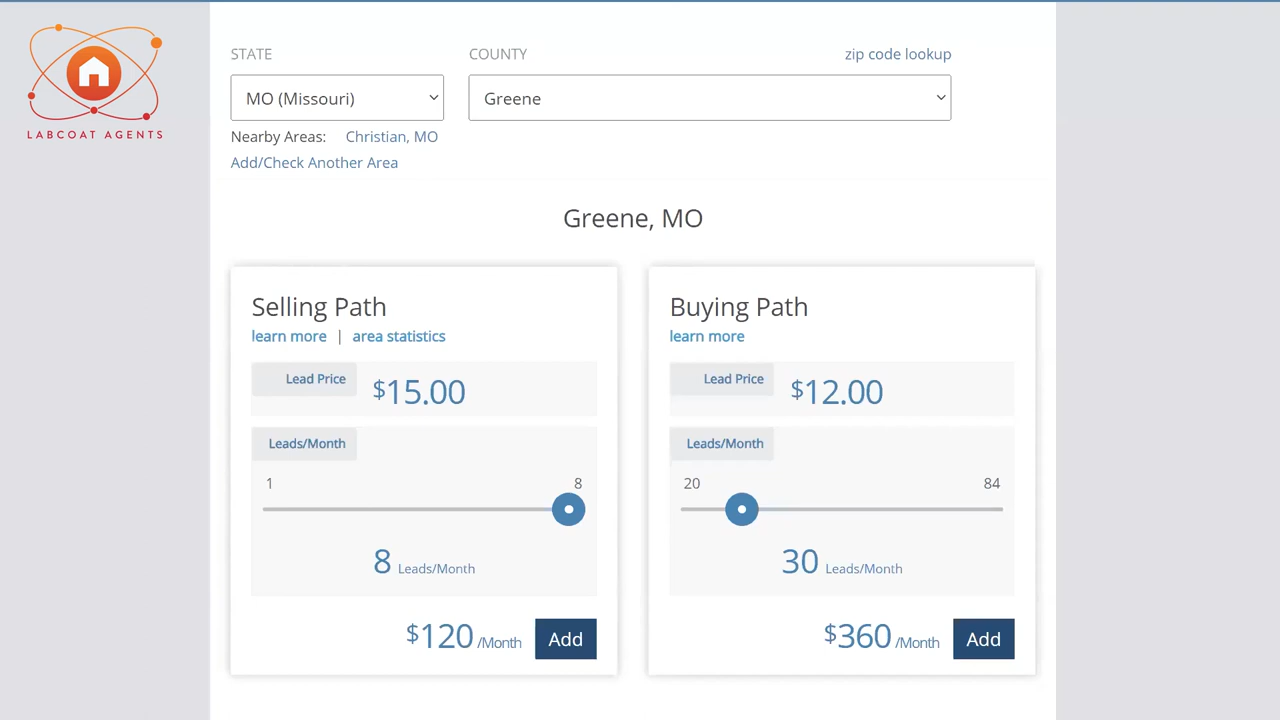 LABCOAT AGENTS
STATE
COUNTY
zip code lookup
MO (Missouri)
Greene
Nearby Areas: Christian, MO
Add/Check Another Area
Greene, MO
Selling Path
learn more | area statistics
Lead Price $15.00
Leads/Month
1 8
8 Leads/Month
$120 /Month Add
Buying Path
learn more
Lead Price $12.00
Leads/Month
20 84
30 Leads/Month
$360 /Month Add